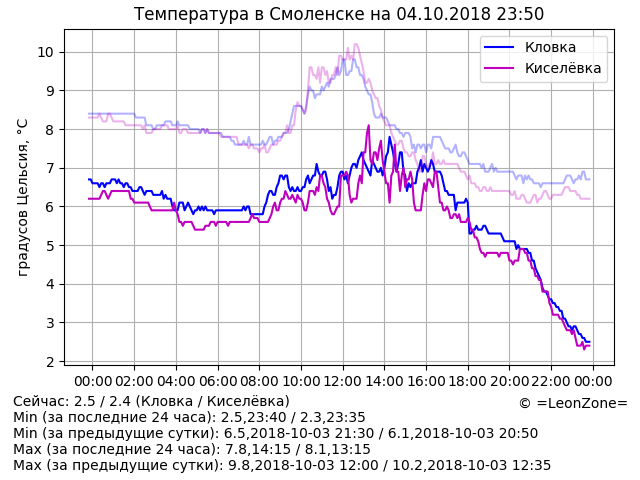 Температура в Смоленске на 04.10.2018 23:50
градусов Цельсия, °C
10
9
8
7
6
5
4
3
2
Кловка
Киселёвка
00:00 02:00 04:00 06:00 08:00 10:00 12:00 14:00 16:00 18:00 20:00 22:00 00:00
Сейчас: 2.5 / 2.4 (Кловка / Киселёвка)
© =LeonZone=
Min (за последние 24 часа): 2.5,23:40 / 2.3,23:35
Min (за предыдущие сутки): 6.5,2018-10-03 21:30 / 6.1,2018-10-03 20:50
Max (за последние 24 часа): 7.8,14:15 / 8.1,13:15
Max (за предыдущие сутки): 9.8,2018-10-03 12:00 / 10.2,2018-10-03 12:35